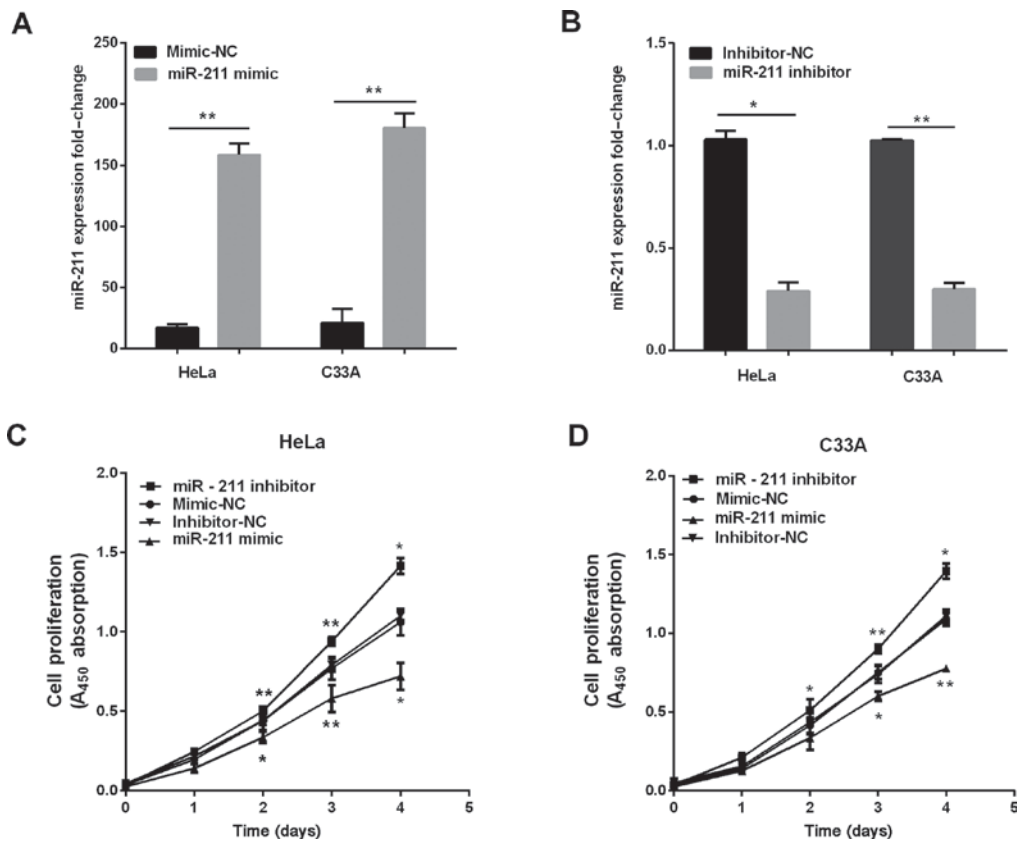 A
miR-211 expression fold-change
250
200
150
100
50
0
Mimic-NC
miR-211 mimic
**
**
HeLa
C33A
B
miR-211 expression fold-change
1.5
1.0
0.5
0.0
Inhibitor-NC
miR-211 inhibitor
*
**
HeLa
C33A
C
HeLa
Cell proliferation
(A450 absorption)
2.0
1.5
1.0
0.5
0.0
miR - 211 inhibitor
Mimic-NC
Inhibitor-NC
miR-211 mimic
*
**
**
**
*
*
0 1 2 3 4 5
Time (days)
D
C33A
Cell proliferation
(A450 absorption)
2.0
1.5
1.0
0.5
0.0
miR - 211 inhibitor
Mimic-NC
miR-211 mimic
Inhibitor-NC
*
**
*
**
*
0 1 2 3 4 5
Time (days)